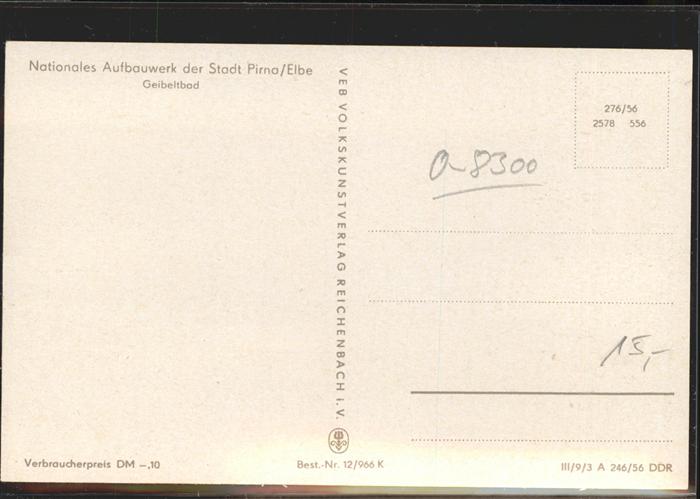 Nationales Aufbauwerk der Stadt Pirna/Elbe
Geibeltbad
VEB VOLKSKUNSTVERLAG REICHENBACH i.V.
276/56
2578 556
O-8300
15,-
Verbraucherpreis DM -,10
Best.-Nr. 12/966 K
III/9/3 A 246/56 DDR